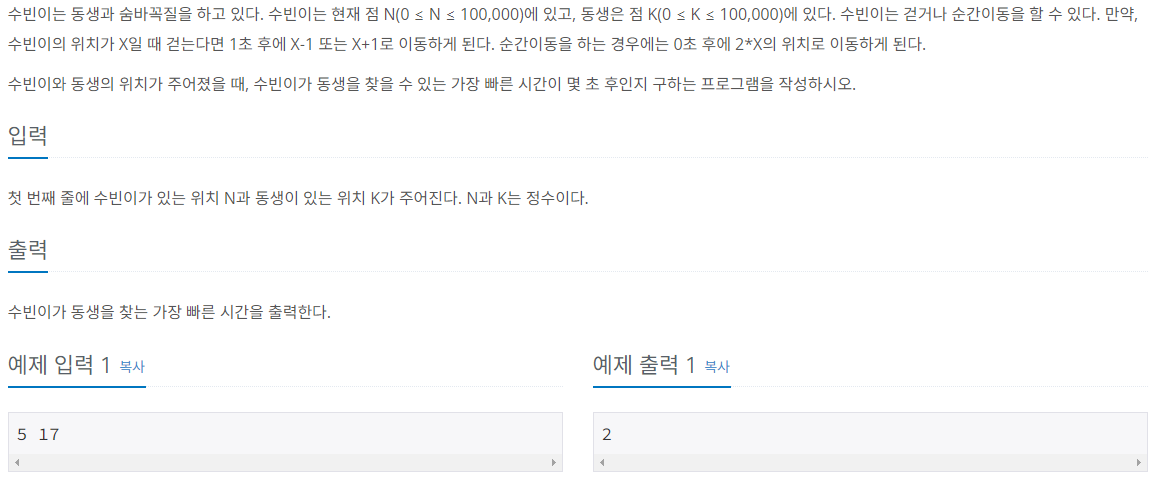 수빈이는 동생과 숨바꼭질을 하고 있다. 수빈이는 현재 점 N(0 ≤ N ≤ 100,000)에 있고, 동생은 점 K(0 ≤ K ≤ 100,000)에 있다. 수빈이는 걷거나 순간이동을 할 수 있다. 만약,
수빈이의 위치가 X일 때 걷는다면 1초 후에 X-1 또는 X+1로 이동하게 된다. 순간이동을 하는 경우에는 0초 후에 2*X의 위치로 이동하게 된다.
수빈이와 동생의 위치가 주어졌을 때, 수빈이가 동생을 찾을 수 있는 가장 빠른 시간이 몇 초 후인지 구하는 프로그램을 작성하시오.
입력
첫 번째 줄에 수빈이가 있는 위치 N과 동생이 있는 위치 K가 주어진다. N과 K는 정수이다.
출력
수빈이가 동생을 찾는 가장 빠른 시간을 출력한다.
예제 입력 1 복사
5 17
예제 출력 1 복사
2